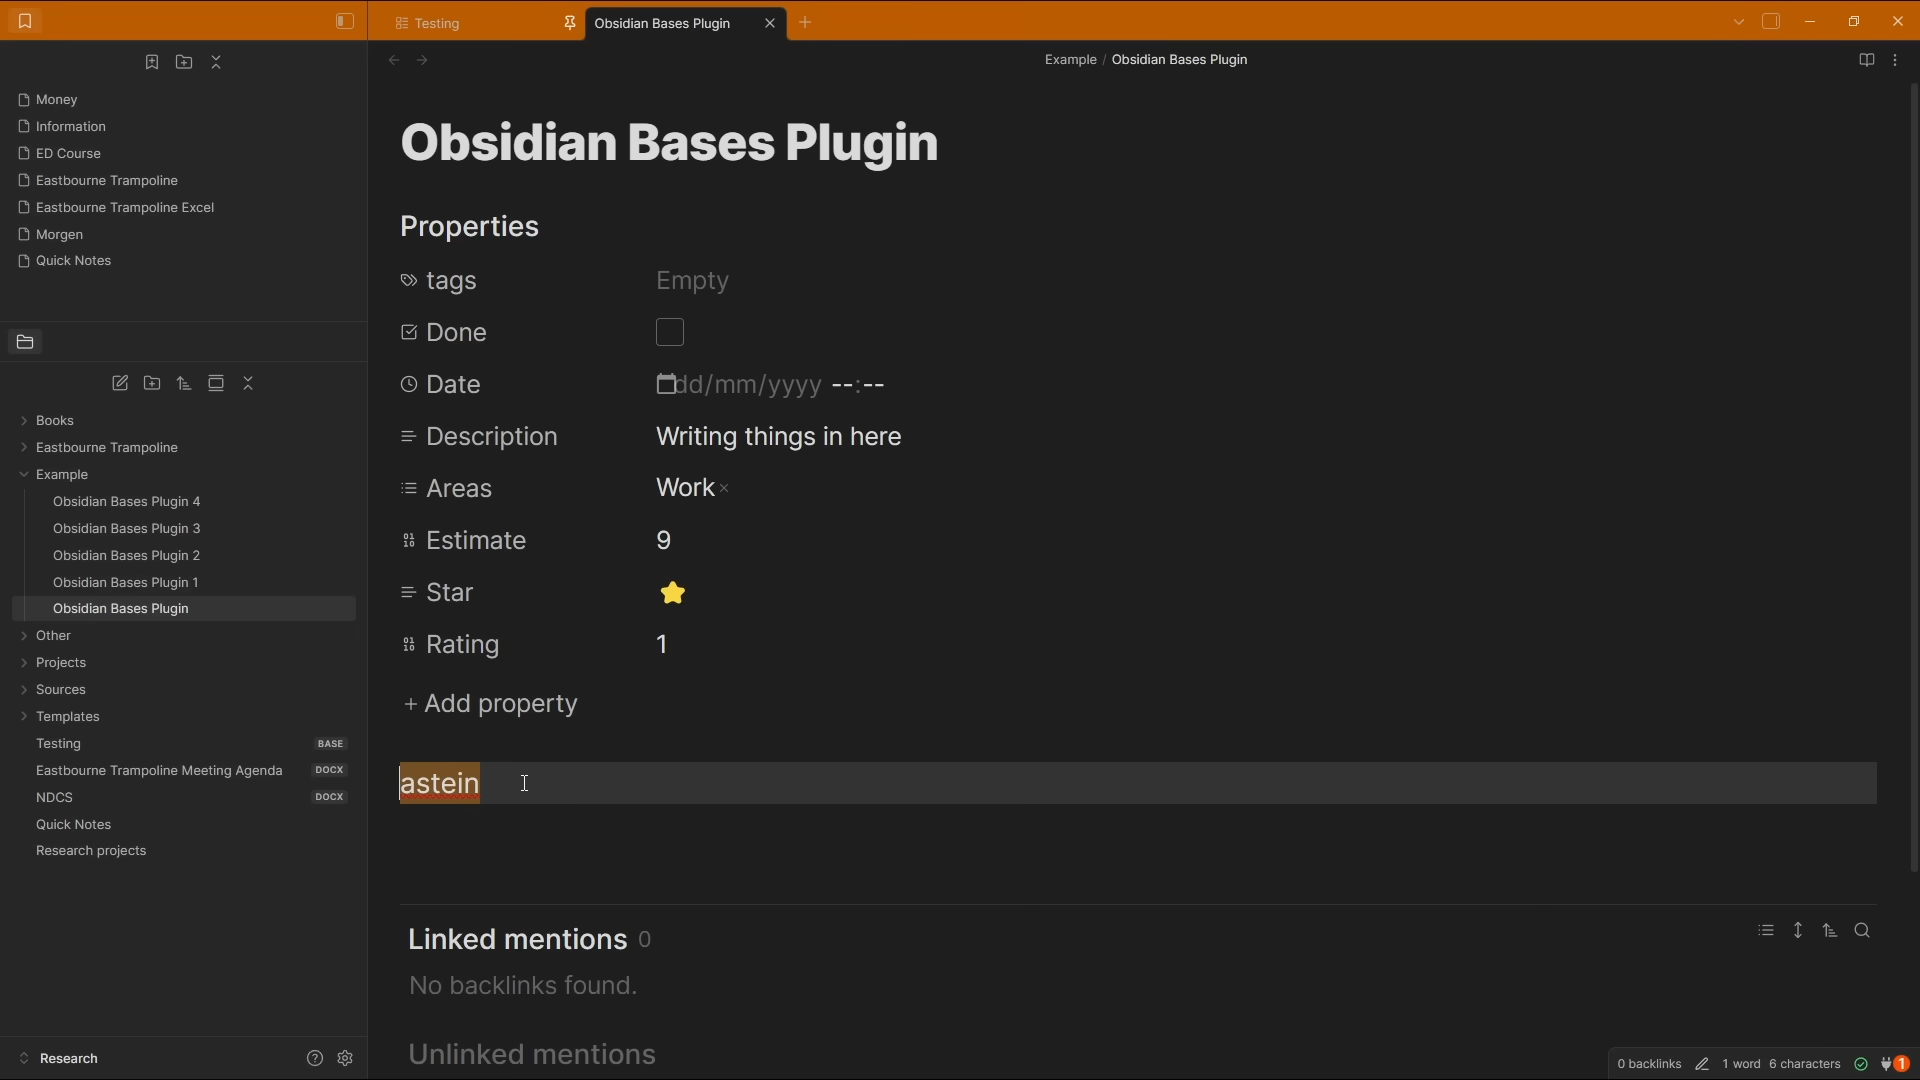 Testing
Obsidian Bases Plugin
Example / Obsidian Bases Plugin
Money
Information
ED Course
Eastbourne Trampoline
Eastbourne Trampoline Excel
Morgen
Quick Notes
Books
Eastbourne Trampoline
Example
Obsidian Bases Plugin 4
Obsidian Bases Plugin 3
Obsidian Bases Plugin 2
Obsidian Bases Plugin 1
Obsidian Bases Plugin
Other
Projects
Sources
Templates
Testing BASE
Eastbourne Trampoline Meeting Agenda DOCX
NDCS DOCX
Quick Notes
Research projects
Research
Obsidian Bases Plugin
Properties
tags Empty
Done
Date dd/mm/yyyy --:--
Description Writing things in here
Areas Work ×
Estimate 9
Star
Rating 1
+ Add property
astein
Linked mentions 0
No backlinks found.
Unlinked mentions
0 backlinks 1 word 6 characters 1